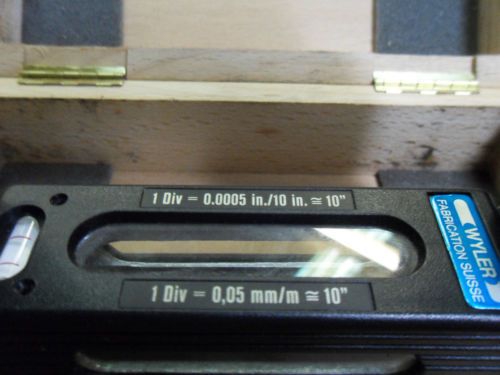 1 Div = 0.0005 in./10 in. ≅ 10"
WYLER
FABRICATION SUISSE
1 Div = 0,05 mm/m ≅ 10"